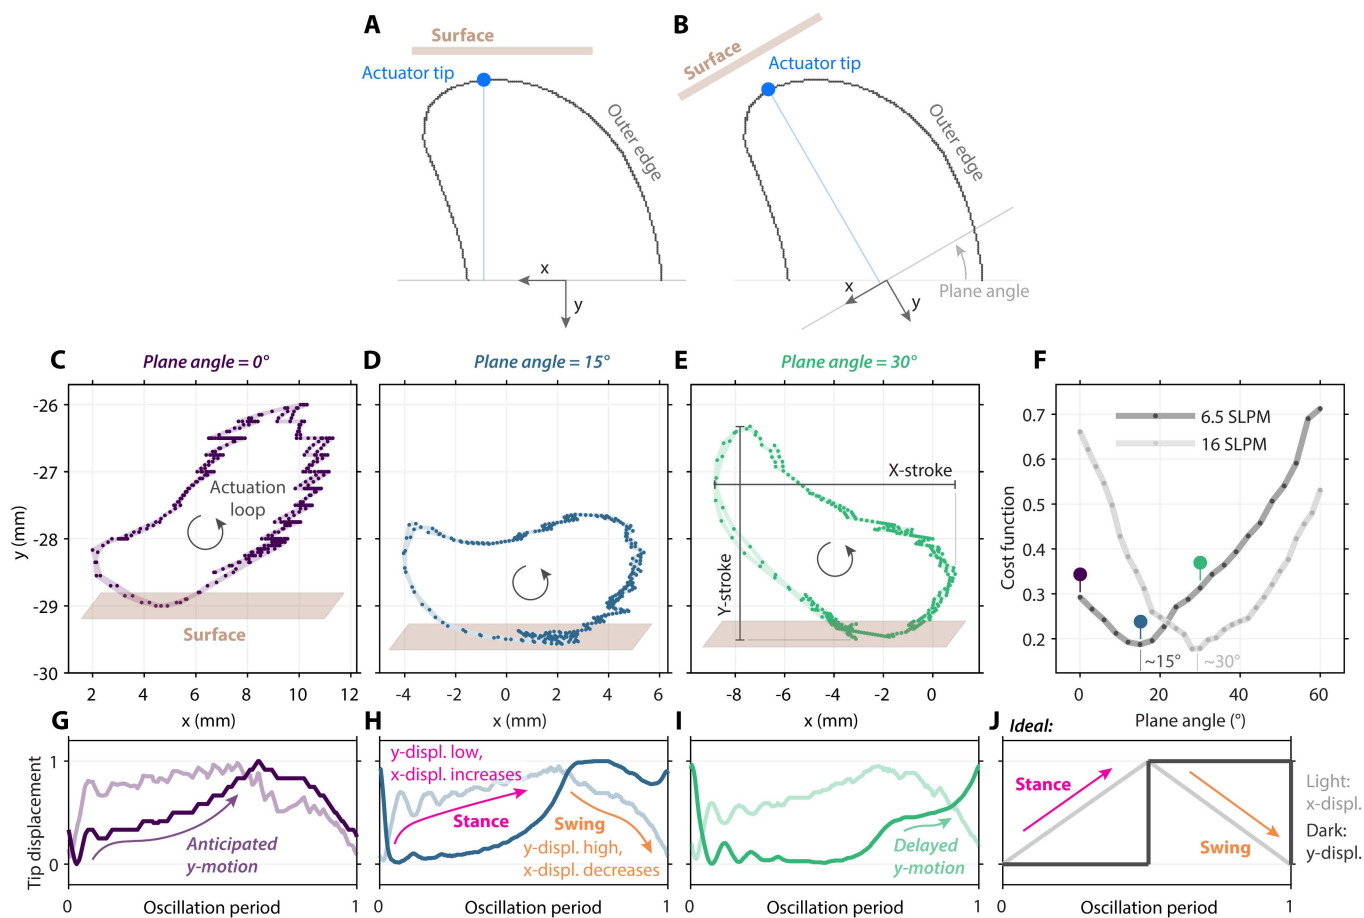 A
B
Surface
Surface
Actuator tip
Actuator tip
Outer edge
Outer edge
x
y
x
y
Plane angle
C
Plane angle = 0°
D
Plane angle = 15°
E
Plane angle = 30°
F
-26
-27
-28
-29
-30
y (mm)
Actuation
loop
Surface
2
4
6
8
10
12
x (mm)
-4
-2
0
2
4
6
x (mm)
X-stroke
Y-stroke
-8
-6
-4
-2
0
x (mm)
0.7
0.6
0.5
0.4
0.3
0.2
Cost function
6.5 SLPM
16 SLPM
~15°
~30°
0
20
40
60
Plane angle (°)
G
H
I
J
Ideal:
1
0
Tip displacement
Anticipated
y-motion
0
Oscillation period
1
y-displ. low,
x-displ. increases
Stance
Swing
y-displ. high,
x-displ. decreases
0
Oscillation period
1
Delayed
y-motion
0
Oscillation period
1
1
0
Stance
Swing
Light:
x-displ.
Dark:
y-displ.
0
Oscillation period
1